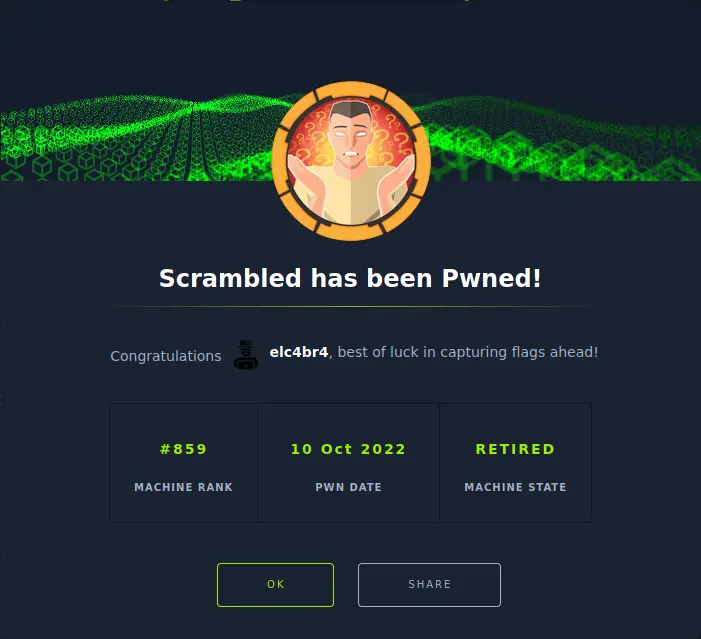 Scrambled has been Pwned!
Congratulations elc4br4, best of luck in capturing flags ahead!
#859 10 Oct 2022 RETIRED
MACHINE RANK PWN DATE MACHINE STATE
OK SHARE